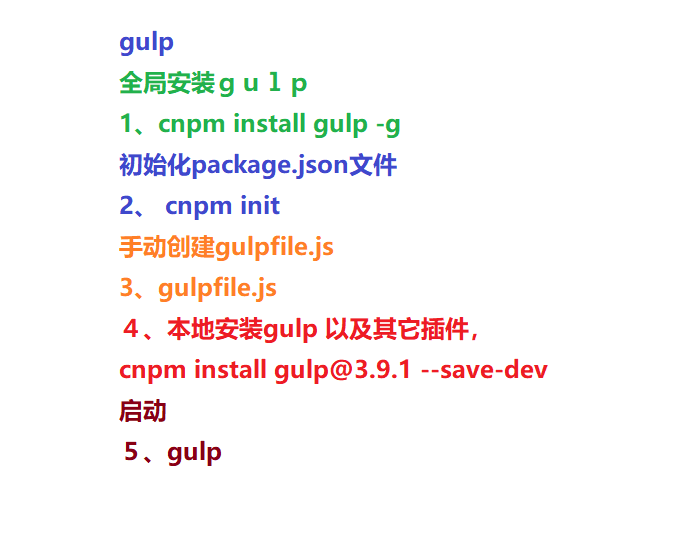 gulp
全局安装ｇｕｌｐ
1、cnpm install gulp -g
初始化package.json文件
2、 cnpm init
手动创建gulpfile.js
3、gulpfile.js
４、本地安装gulp 以及其它插件，
cnpm install gulp@3.9.1 --save-dev
启动
５、gulp